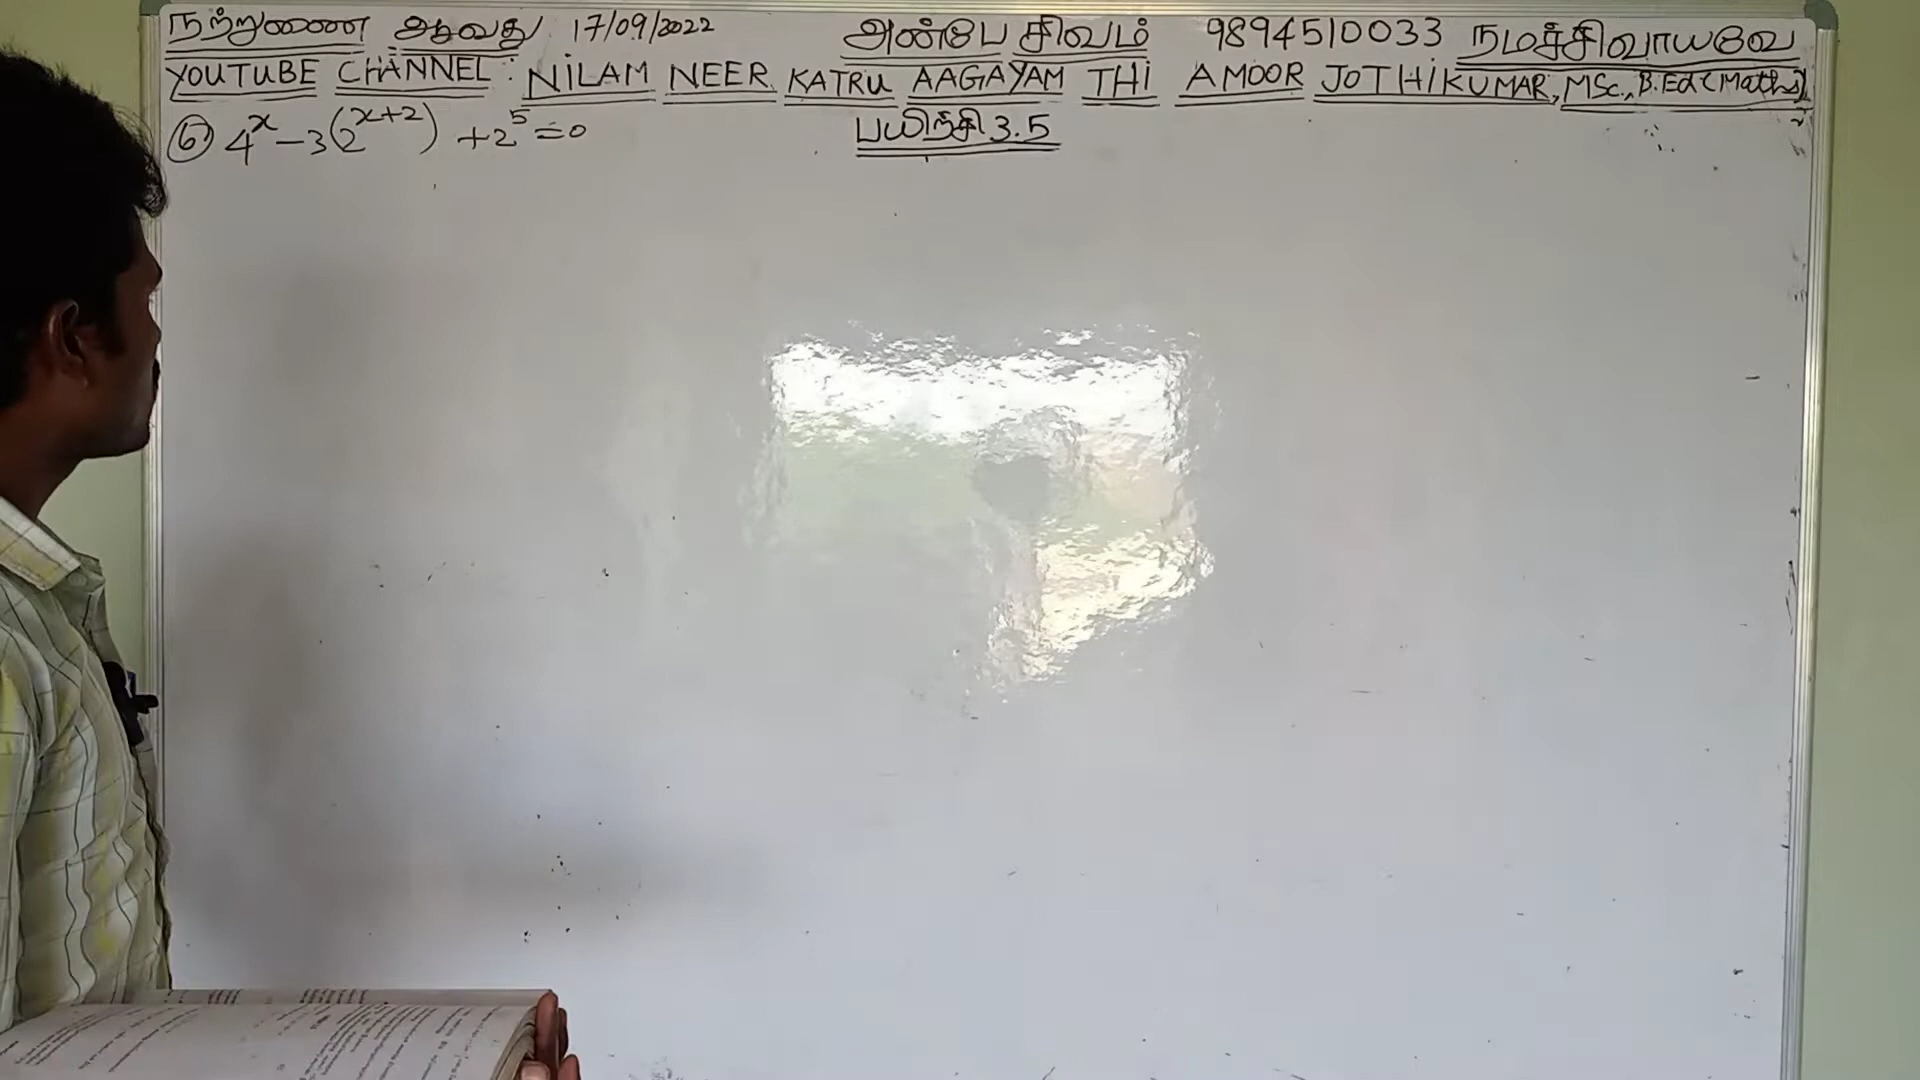 நற்றுணை ஆவது 17/09/2022 அன்பே சிவம் 9894510033 நமச்சிவாயவே
YOUTUBE CHANNEL: NILAM NEER KATRU AAGAYAM THI AMOOR JOTHIKUMAR, MSc., B.Ed (Maths)
6) 4^x - 3(2^(x+2)) + 2^5 = 0 பயிற்சி 3.5